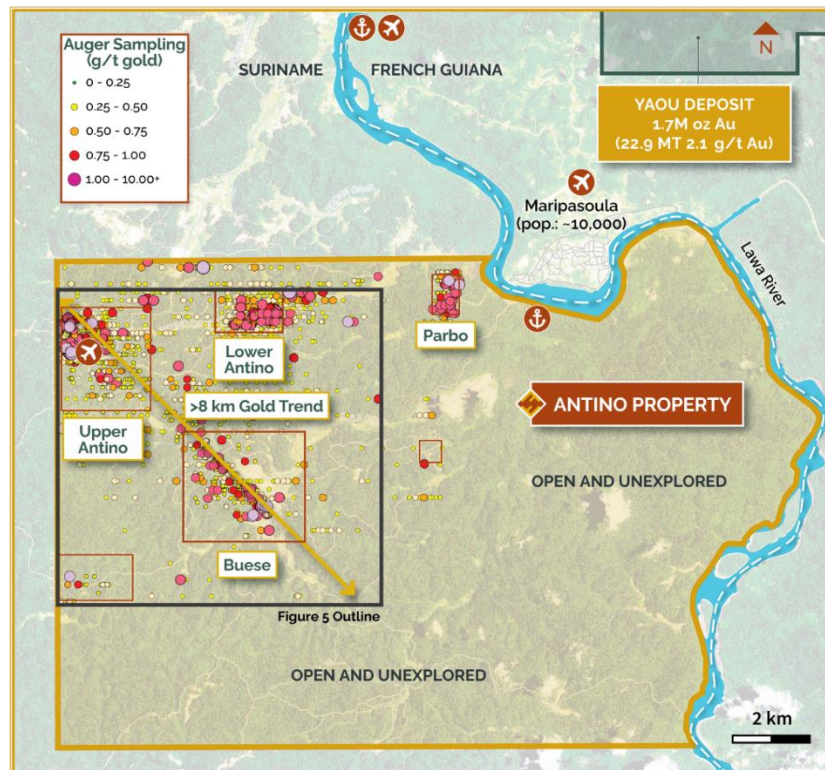 Auger Sampling
(g/t gold)
0 - 0.25
0.25 - 0.50
0.50 - 0.75
0.75 - 1.00
1.00 - 10.00+
SURINAME
FRENCH GUIANA
N
YAOU DEPOSIT
1.7M oz Au
(22.9 MT 2.1 g/t Au)
Maripasoula
(pop.: ~10,000)
Lawa River
Lower
Antino
Parbo
>8 km Gold Trend
ANTINO PROPERTY
Upper
Antino
OPEN AND UNEXPLORED
Buese
Figure 5 Outline
OPEN AND UNEXPLORED
2 km